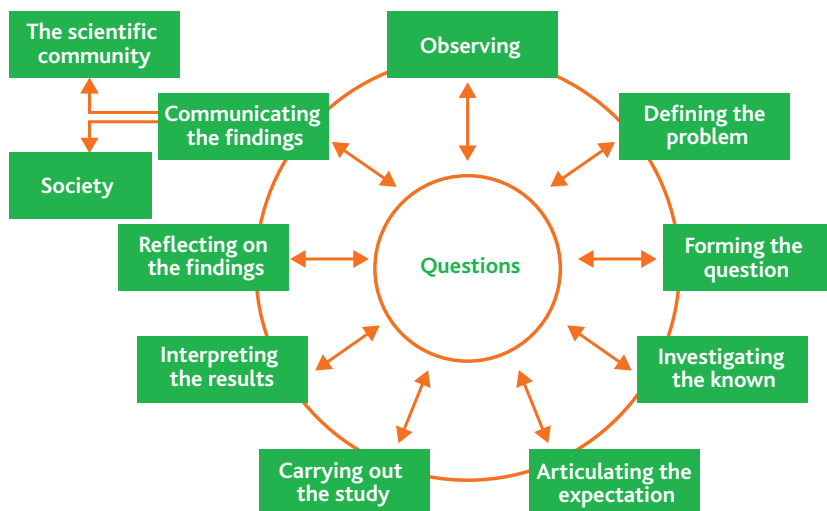 The scientific
community
Observing
Communicating
the findings
Defining the
problem
Society
Reflecting on
the findings
Questions
Forming the
question
Interpreting
the results
Investigating
the known
Carrying out
the study
Articulating the
expectation